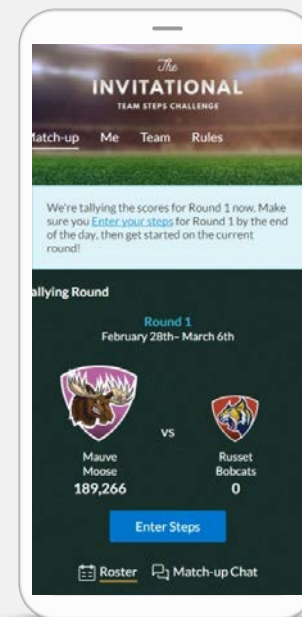 The
INVITATIONAL
TEAM STEPS CHALLENGE
Match-up Me Team Rules
We're tallying the scores for Round 1 now. Make
sure you Enter your steps for Round 1 by the end
of the day, then get started on the current
round!
allying Round
Round 1
February 28th– March 6th
vs
Mauve
Moose
189,266
Russet
Bobcats
0
Enter Steps
Roster Match-up Chat